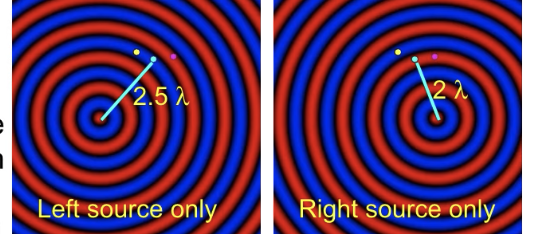 2.5 λ
2 λ
e
n
Left source only
Right source only